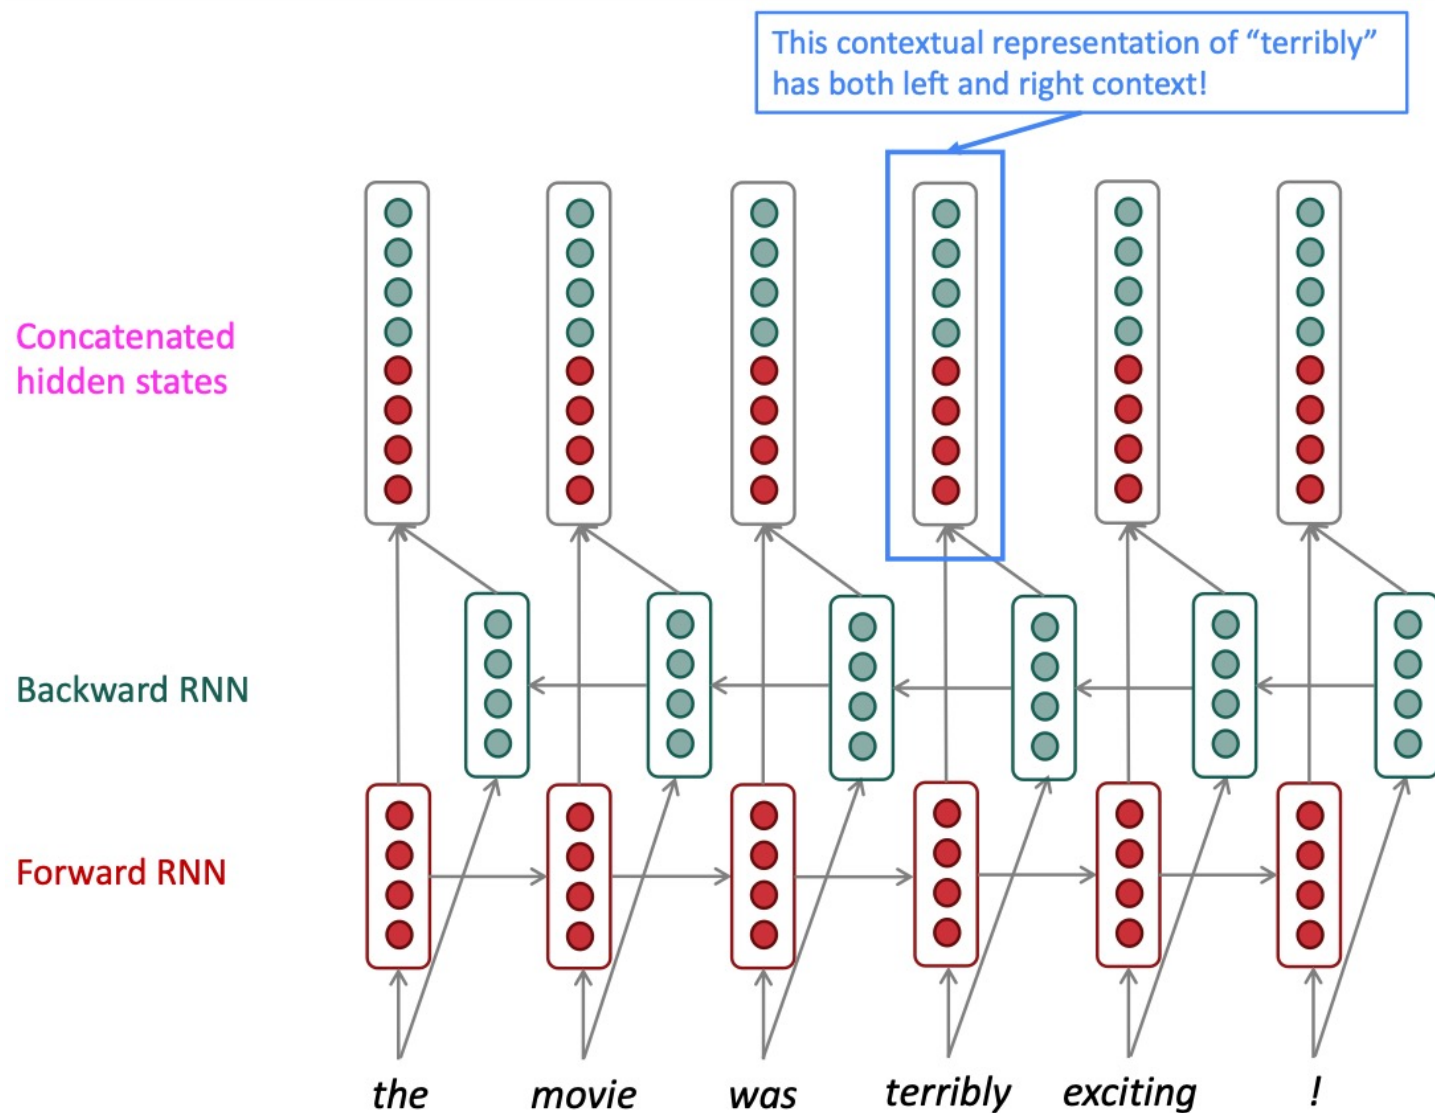 This contextual representation of “terribly”
has both left and right context!
Concatenated
hidden states
Backward RNN
Forward RNN
the movie was terribly exciting !